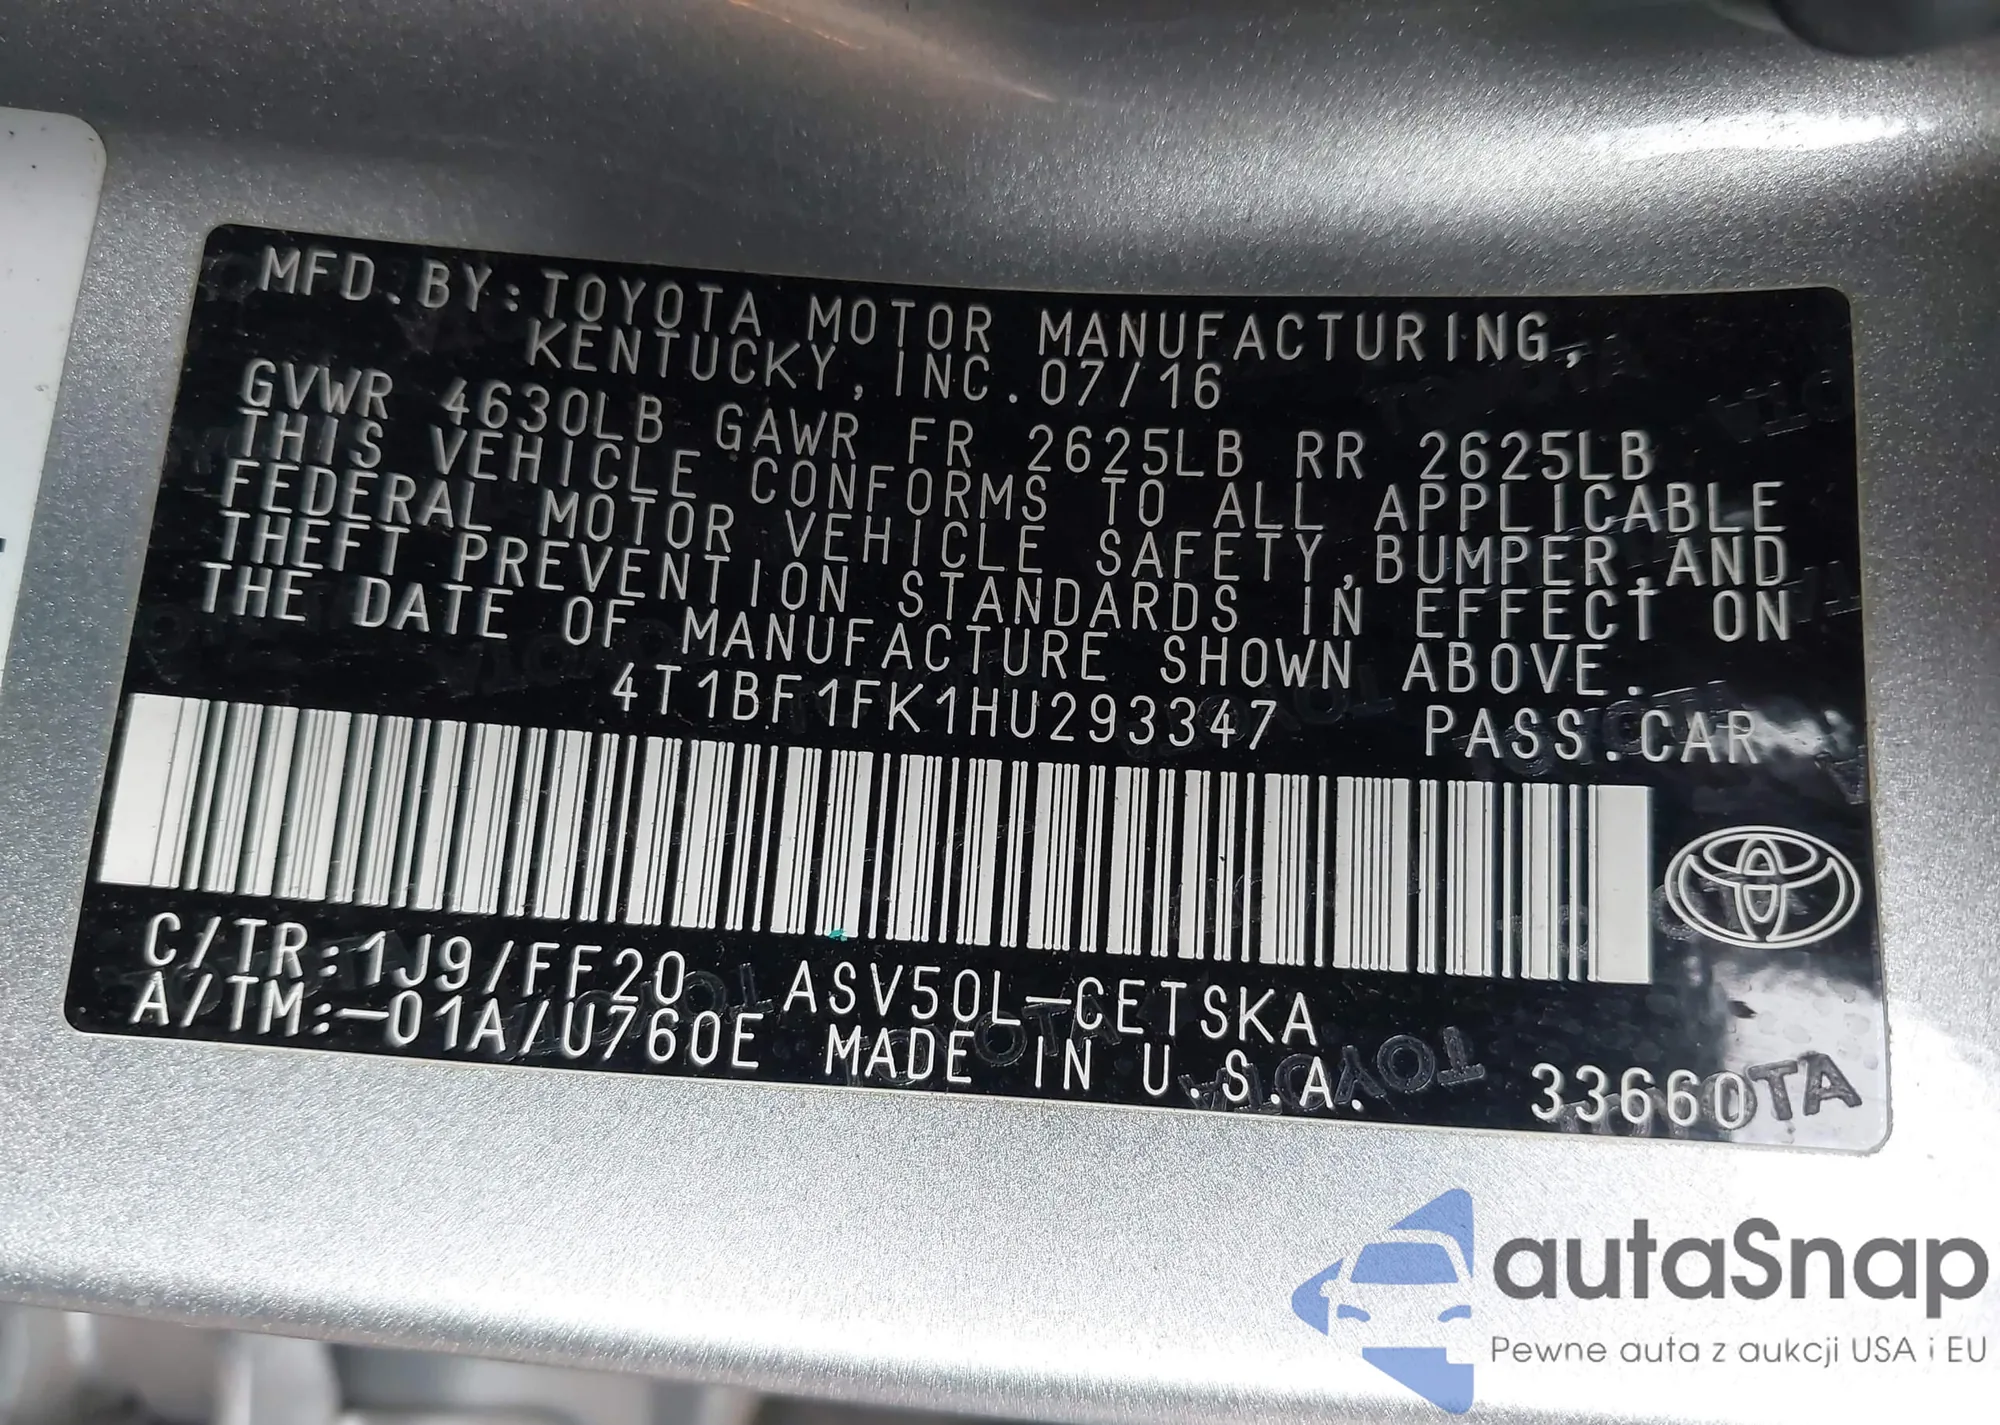 MFD.BY:TOYOTA MOTOR MANUFACTURING,
KENTUCKY,INC.07/16
GVWR 4630LB GAWR FR 2625LB RR 2625LB
THIS VEHICLE CONFORMS TO ALL APPLICABLE
FEDERAL MOTOR VEHICLE SAFETY,BUMPER,AND
THEFT PREVENTION STANDARDS IN EFFECT ON
THE DATE OF MANUFACTURE SHOWN ABOVE.
4T1BF1FK1HU293347 PASS.CAR
C/TR:1J9/FF20 ASV50L-CETSKA
A/TM:-01A/U760E MADE IN U.S.A. 33660
TOYOTA
autaSnap
Pewne auta z aukcji USA i EU